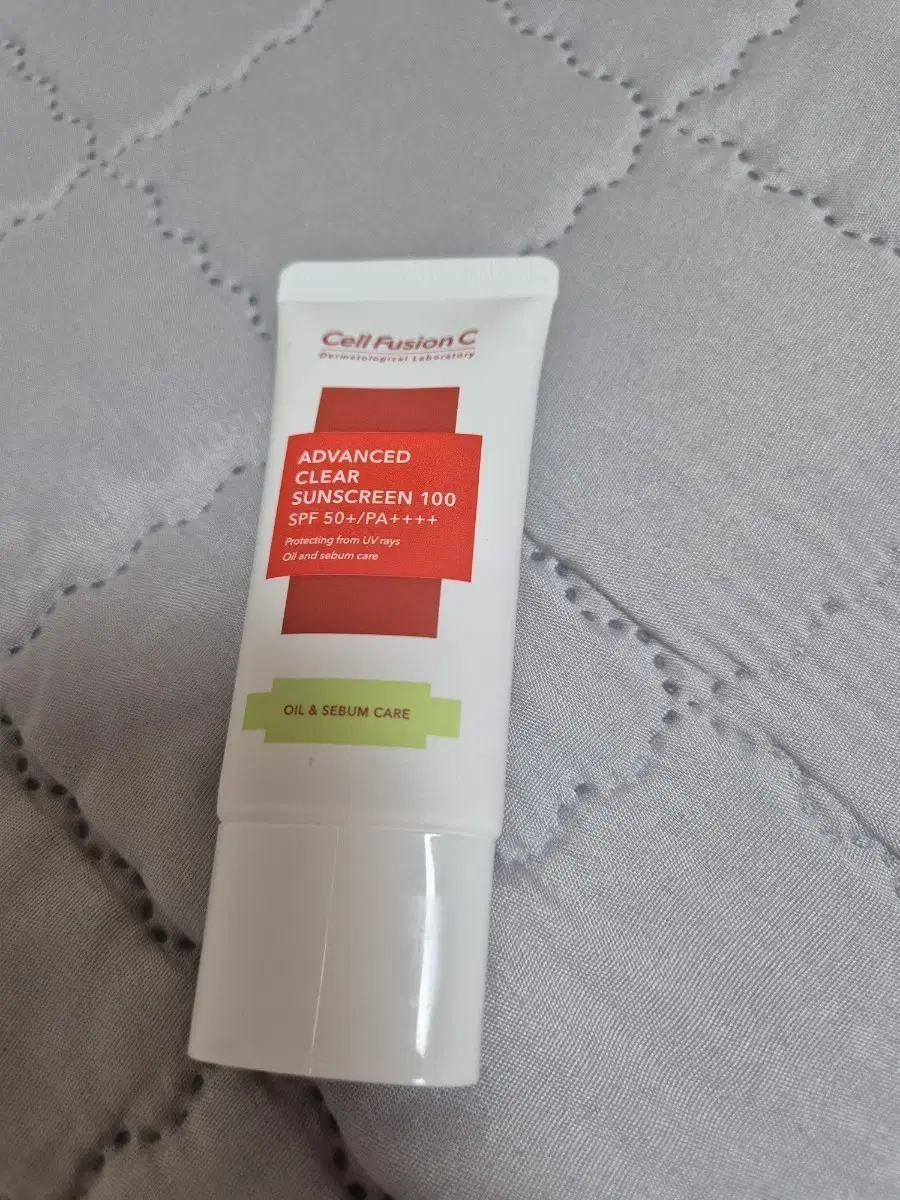 Cell Fusion C
Dermatological Laboratory
ADVANCED
CLEAR
SUNSCREEN 100
SPF 50+/PA++++
Protecting from UV rays
Oil and sebum care
OIL & SEBUM CARE